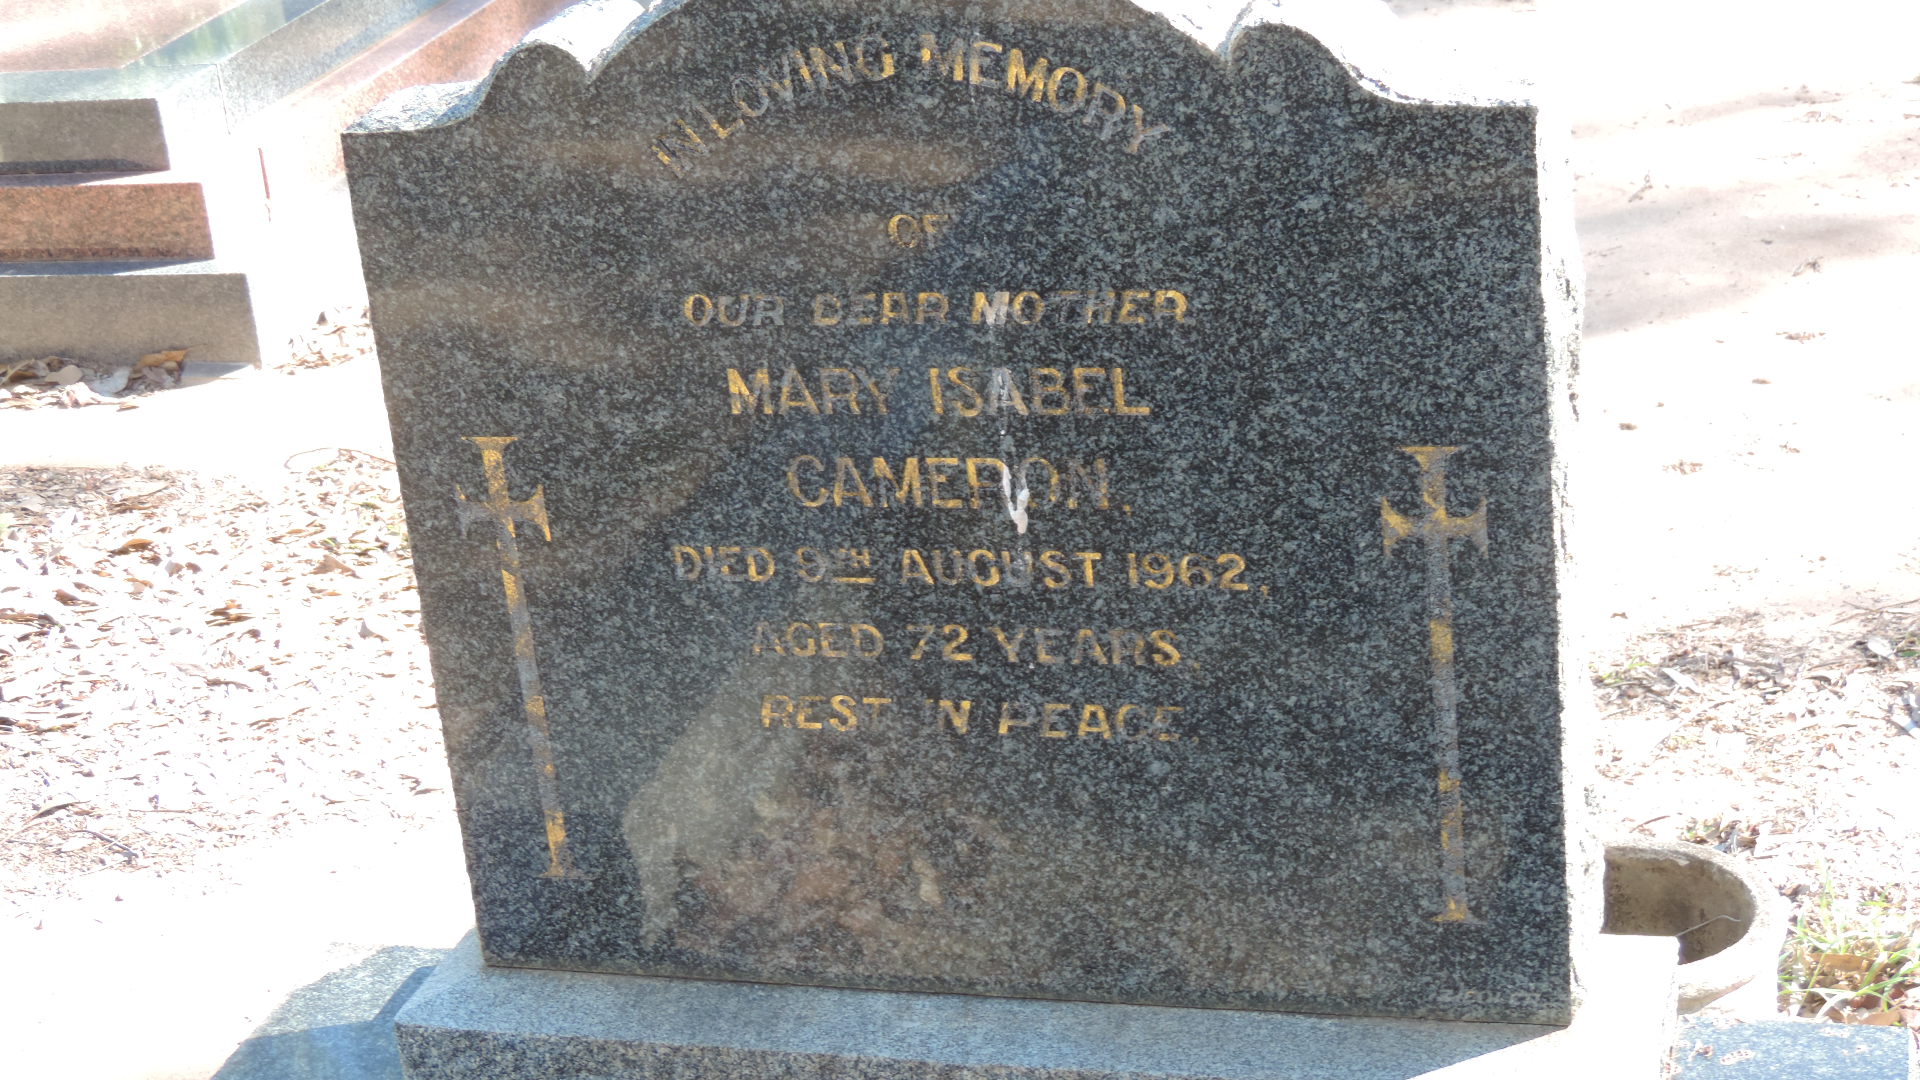 IN LOVING MEMORY
OF
OUR DEAR MOTHER
MARY ISABEL
CAMERON.
DIED 9TH AUGUST 1962,
AGED 72 YEARS.
REST IN PEACE.
ZIEGLER